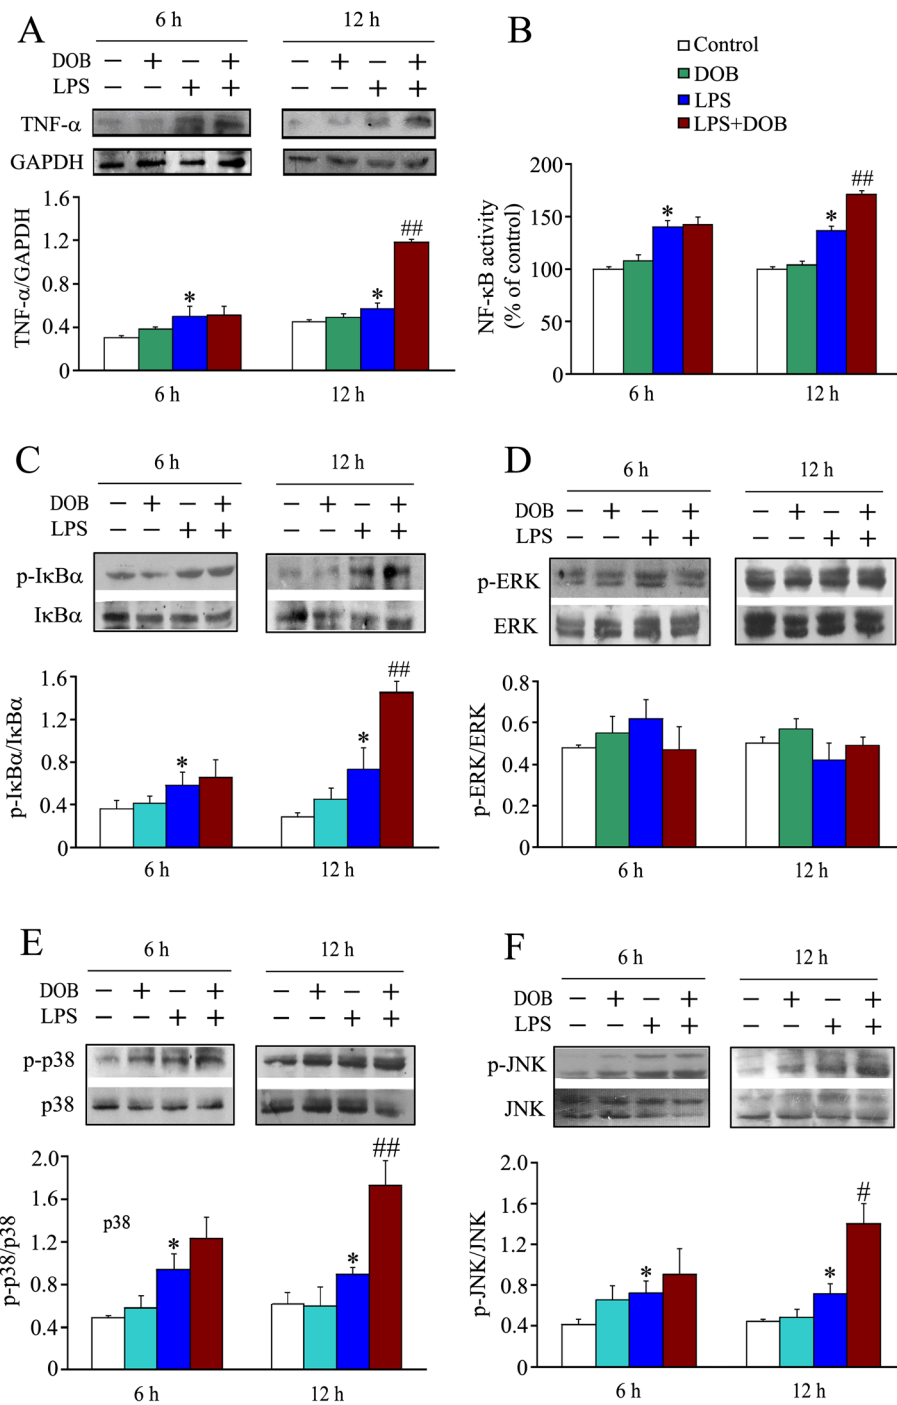 A
6 h
12 h
DOB − + − + − + − +
LPS − − + + − − + +
TNF-α
GAPDH
TNF-α/GAPDH
1.6
1.2
0.8
0.4
0
*
*
##
6 h
12 h
B
Control
DOB
LPS
LPS+DOB
NF-κB activity
(% of control)
200
150
100
50
0
*
*
##
6 h
12 h
C
6 h
12 h
DOB − + − + − + − +
LPS − − + + − − + +
p-IκBα
IκBα
p-IκBα/IκBα
1.6
1.2
0.8
0.4
0
*
*
##
6 h
12 h
D
6 h
12 h
DOB − + − + − + − +
LPS − − + + − − + +
p-ERK
ERK
p-ERK/ERK
0.8
0.6
0.4
0.2
0
6 h
12 h
E
6 h
12 h
DOB − + − + − + − +
LPS − − + + − − + +
p-p38
p38
p-p38/p38
2.0
1.6
1.2
0.8
0.4
0
p38
*
*
##
6 h
12 h
F
6 h
12 h
DOB − + − + − + − +
LPS − − + + − − + +
p-JNK
JNK
p-JNK/JNK
2.0
1.6
1.2
0.8
0.4
0
*
*
#
6 h
12 h